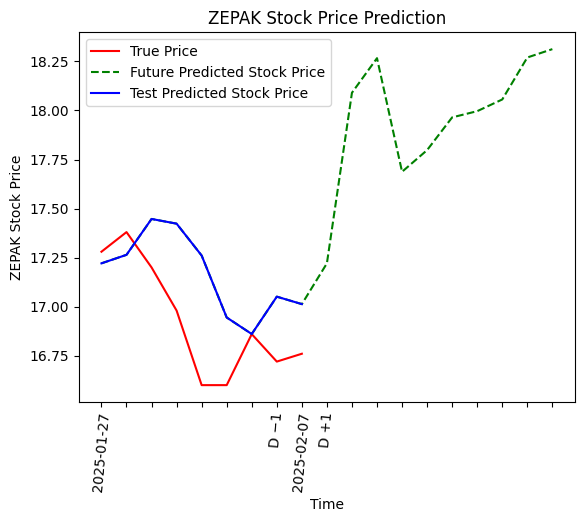 ZEPAK Stock Price Prediction
True Price
Future Predicted Stock Price
Test Predicted Stock Price
ZEPAK Stock Price
18.25
18.00
17.75
17.50
17.25
17.00
16.75
2025-01-27
D −1
2025-02-07
D +1
Time